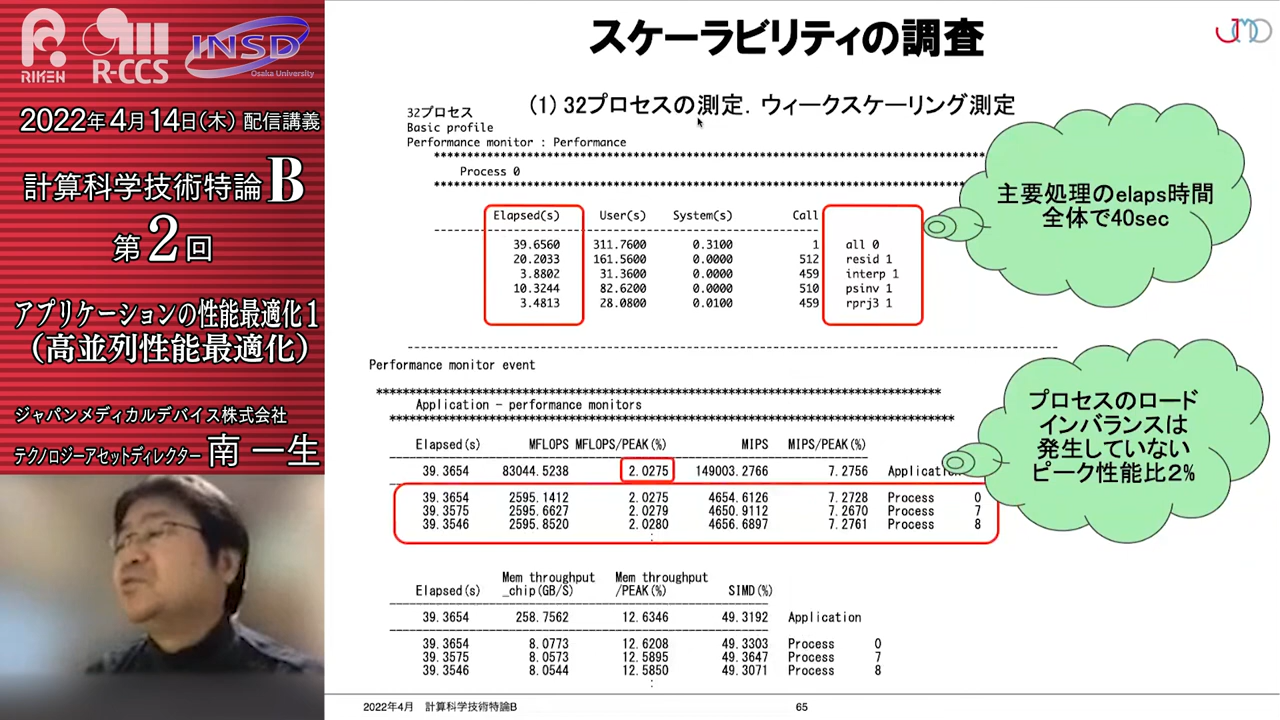 RIKEN
R-CCS
INSD
Osaka University
2022年4月14日(木) 配信講義
計算科学技術特論B
第2回
アプリケーションの性能最適化1
(高並列性能最適化)
ジャパンメディカルデバイス株式会社
テクノロジーアセットディレクター 南 一生
スケーラビリティの調査
JMD
(1) 32プロセスの測定．ウィークスケーリング測定
32プロセス
Basic profile
Performance monitor : Performance
Process 0
Elapsed(s) User(s) System(s) Call
39.6560 311.7600 0.3100 1 all 0
20.2033 161.5600 0.0000 512 resid 1
3.8802 31.3600 0.0000 459 interp 1
10.3244 82.6200 0.0000 510 psinv 1
3.4813 28.0800 0.0100 459 rprj3 1
主要処理のelaps時間
全体で40sec
Performance monitor event
Application - performance monitors
Elapsed(s) MFLOPS MFLOPS/PEAK(%) MIPS MIPS/PEAK(%)
39.3654 83044.5238 2.0275 149003.2766 7.2756 Application
39.3654 2595.1412 2.0275 4654.6126 7.2728 Process 0
39.3575 2595.6627 2.0279 4650.9112 7.2670 Process 7
39.3546 2595.8520 2.0280 4656.6897 7.2761 Process 8
:
プロセスのロード
インバランスは
発生していない
ピーク性能比2%
Mem throughput Mem throughput
Elapsed(s) _chip(GB/S) /PEAK(%) SIMD(%)
39.3654 258.7562 12.6346 49.3192 Application
39.3654 8.0773 12.6208 49.3303 Process 0
39.3575 8.0573 12.5895 49.3647 Process 7
39.3546 8.0544 12.5850 49.3071 Process 8
:
2022年4月 計算科学技術特論B
65